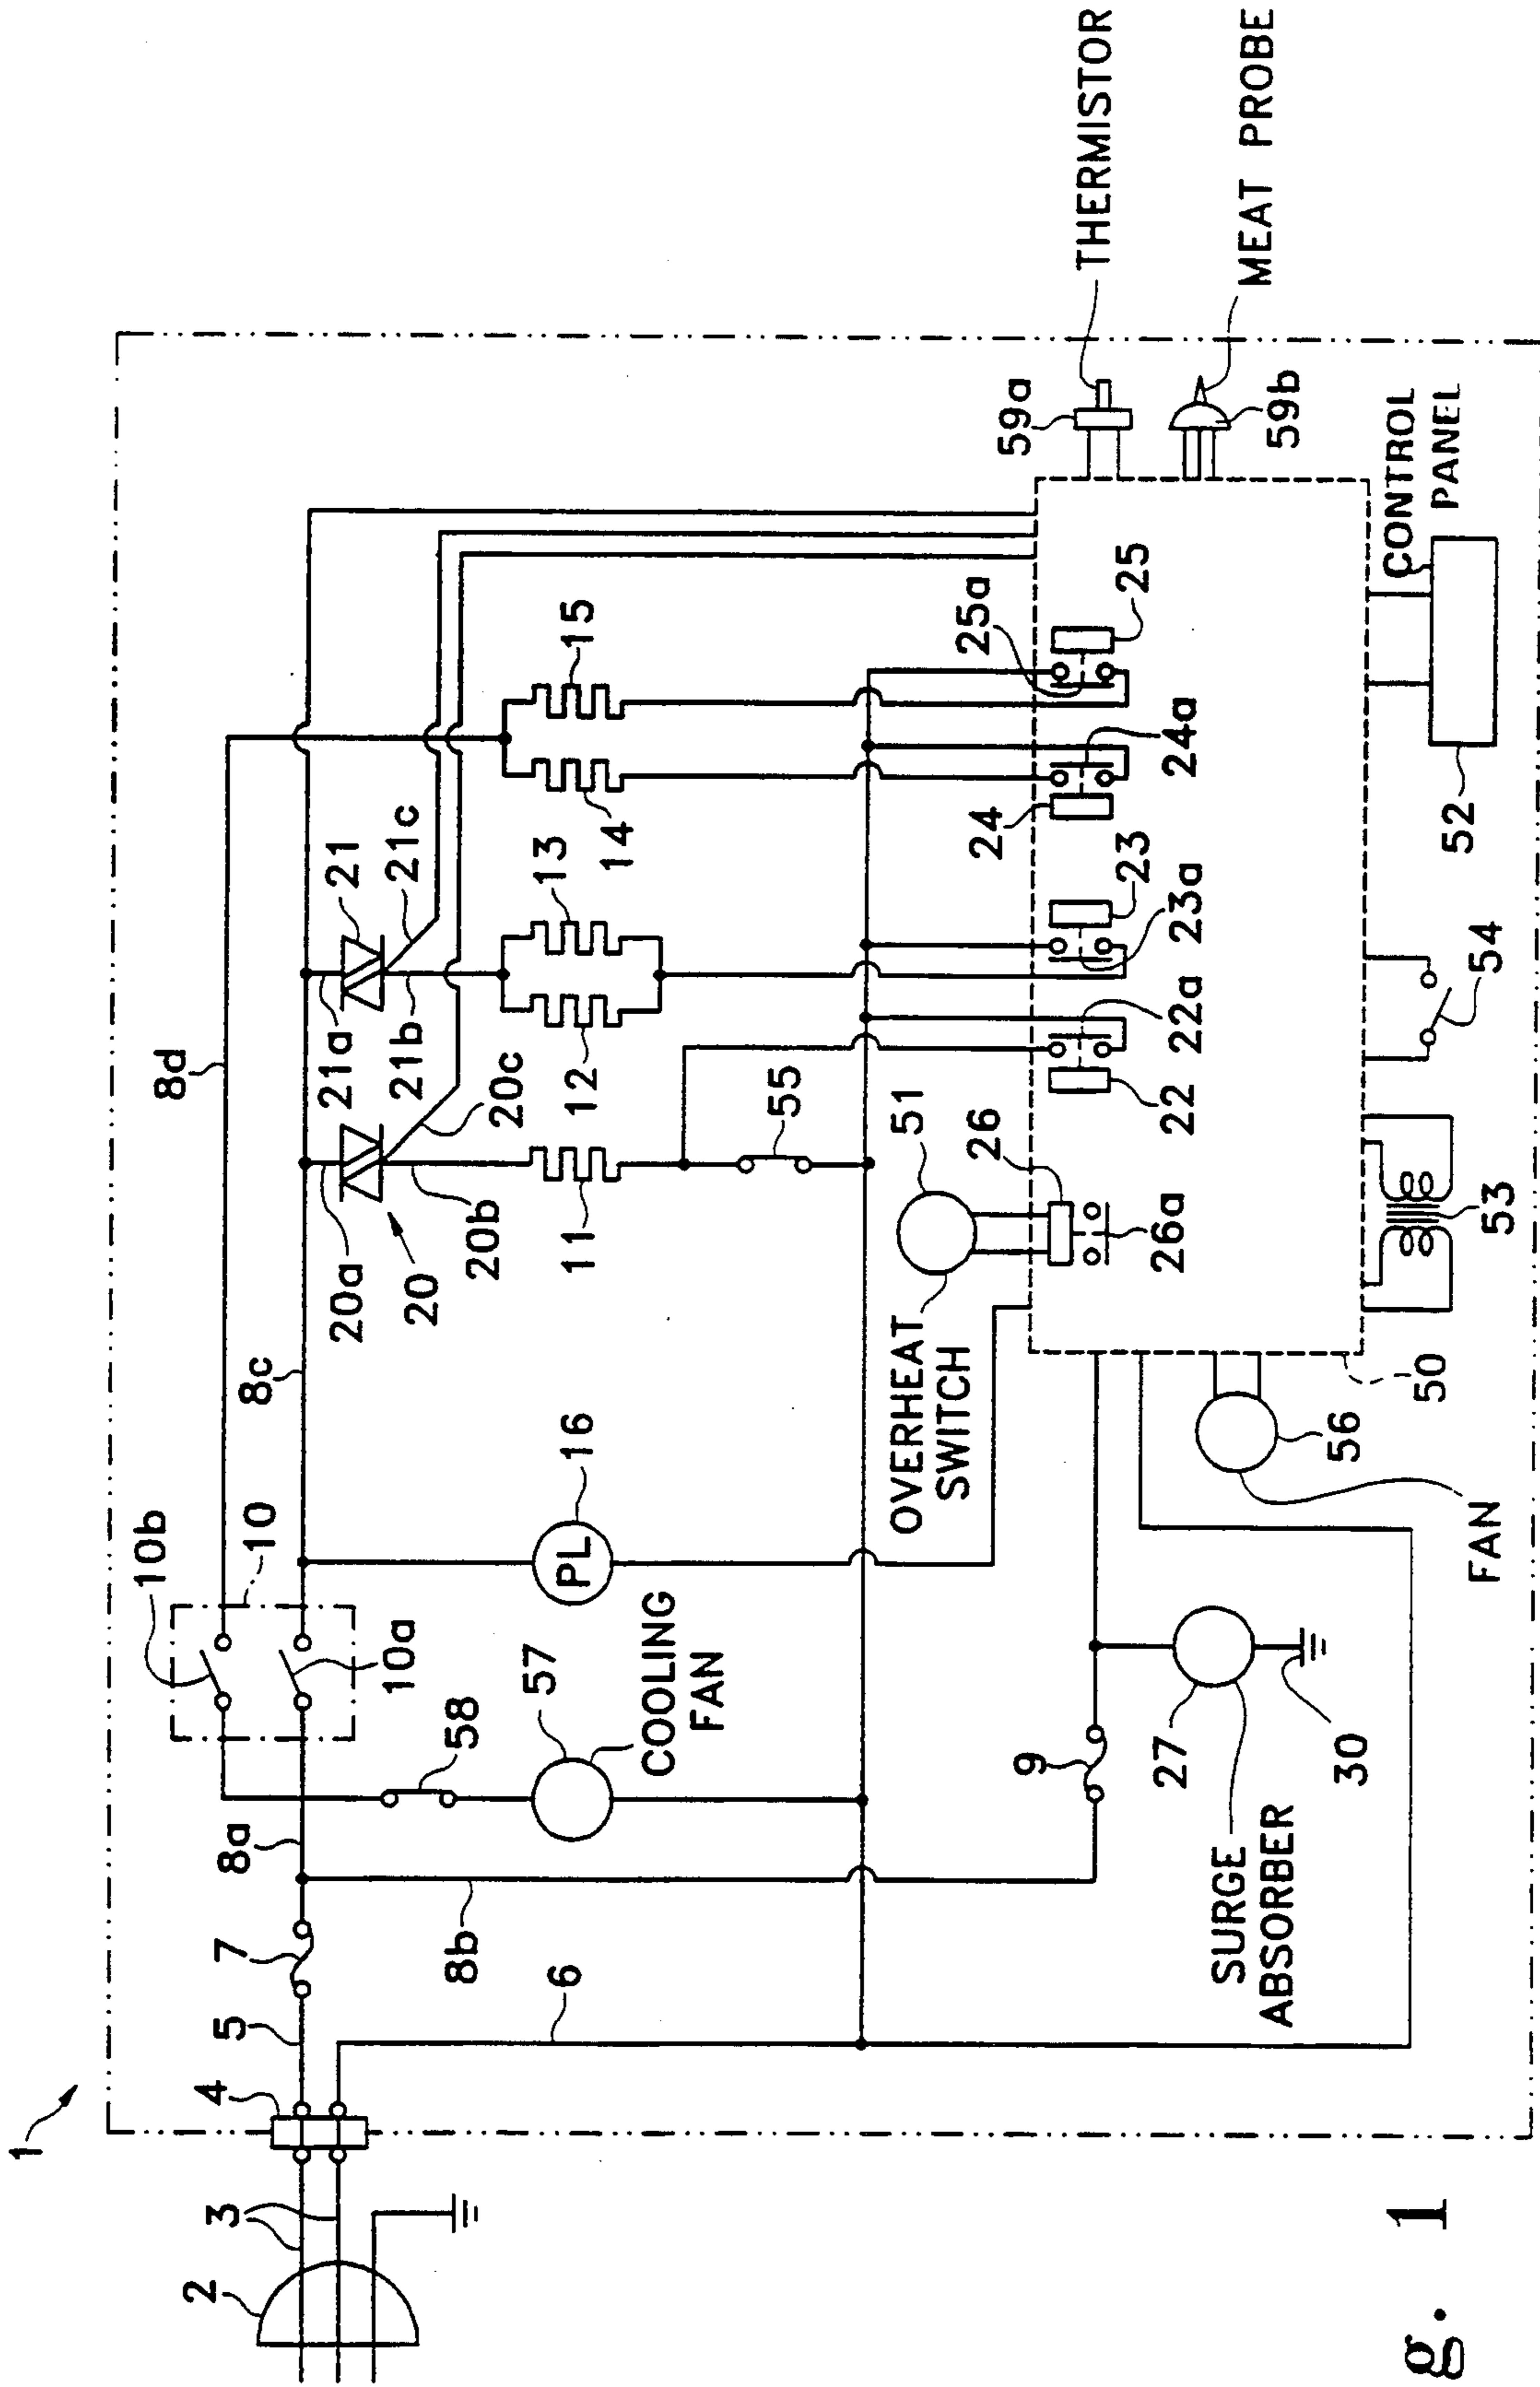 1
2
3
4
5
6
7
8a
8b
10b
10
10a
58
57
COOLING
FAN
PL
16
8c
8d
20a
20
20b
20c
21a
21b
21
21c
11
12
13
14
15
55
9
27
SURGE
ABSORBER
30
OVERHEAT
SWITCH
51
26
26a
22
22a
23
23a
24
24a
25
25a
59a
THERMISTOR
59b
MEAT PROBE
CONTROL
PANEL
52
54
53
50
56
FAN
g. 1